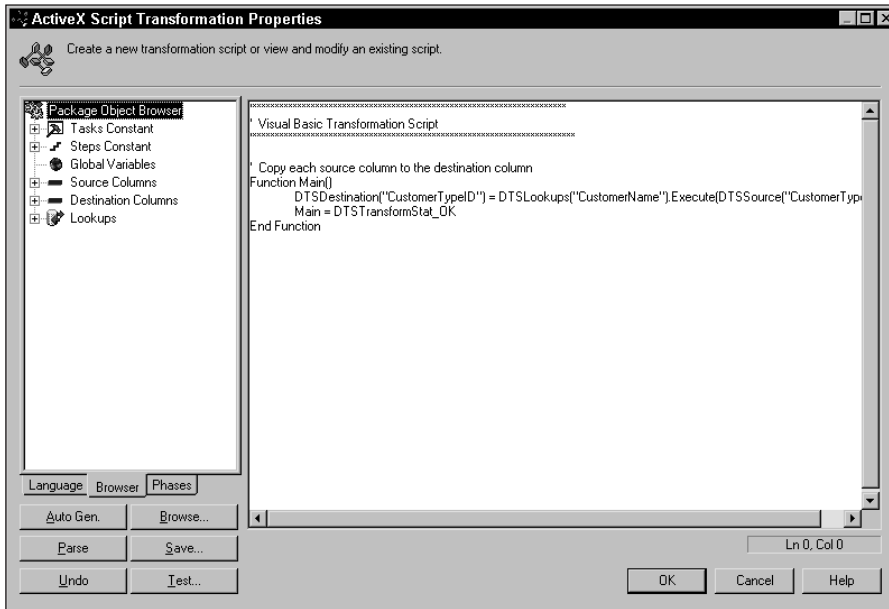 ActiveX Script Transformation Properties
Create a new transformation script or view and modify an existing script.
Package Object Browser
Tasks Constant
Steps Constant
Global Variables
Source Columns
Destination Columns
Lookups
' Visual Basic Transformation Script
' Copy each source column to the destination column
Function Main()
DTSDestination("CustomerTypeID") = DTSLookups("CustomerName").Execute(DTSSource("CustomerType
Main = DTSTransformStat_OK
End Function
Language Browser Phases
Auto Gen. Browse...
Parse Save...
Undo Test...
Ln 0, Col 0
OK Cancel Help